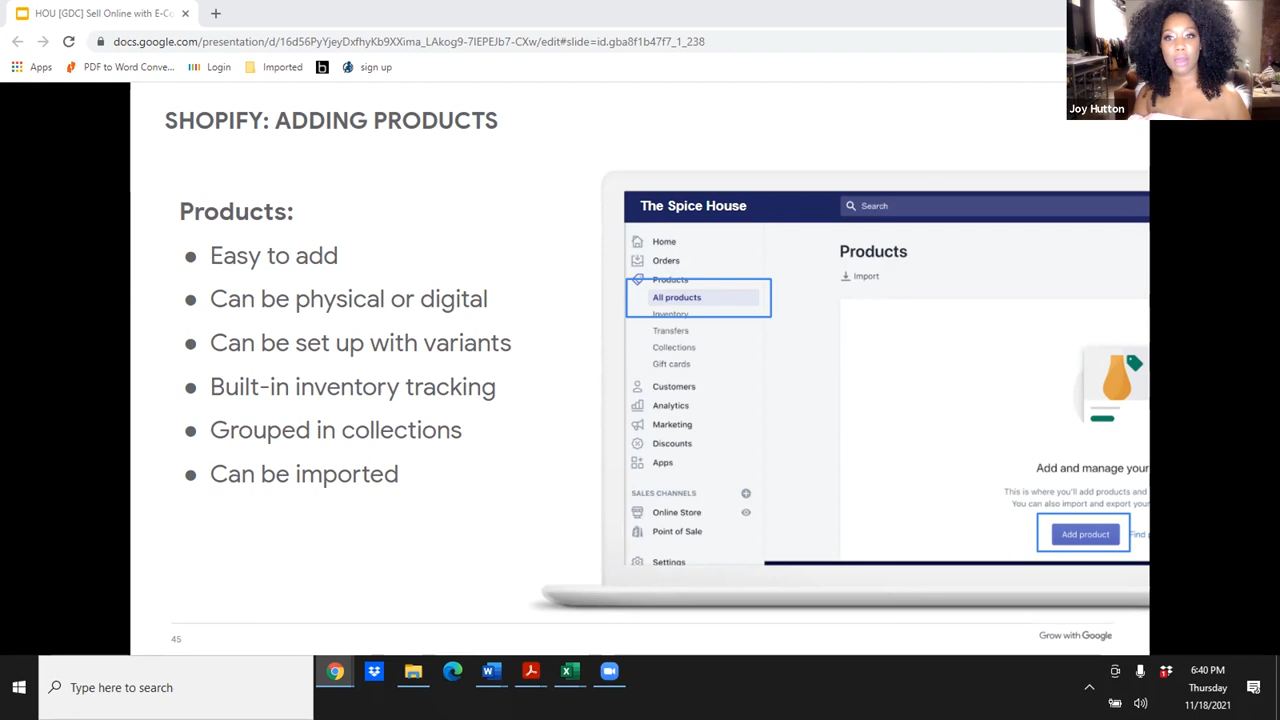 HOU [GDC] Sell Online with E-Co
docs.google.com/presentation/d/16d56PyYjeyDxfhyKb9XXima_LAkog9-7IEPEJb7-CXw/edit#slide=id.gba8f1b47f7_1_238
Apps
PDF to Word Conve...
Login
Imported
sign up
Joy Hutton
SHOPIFY: ADDING PRODUCTS
Products:
● Easy to add
● Can be physical or digital
● Can be set up with variants
● Built-in inventory tracking
● Grouped in collections
● Can be imported
The Spice House
Search
Home
Orders
Products
All products
Inventory
Transfers
Collections
Gift cards
Customers
Analytics
Marketing
Discounts
Apps
SALES CHANNELS
Online Store
Point of Sale
Settings
Products
Import
Add and manage your
This is where you'll add products and
You can also import and export your
Add product
Find
45
Grow with Google
Type here to search
6:40 PM
Thursday
11/18/2021